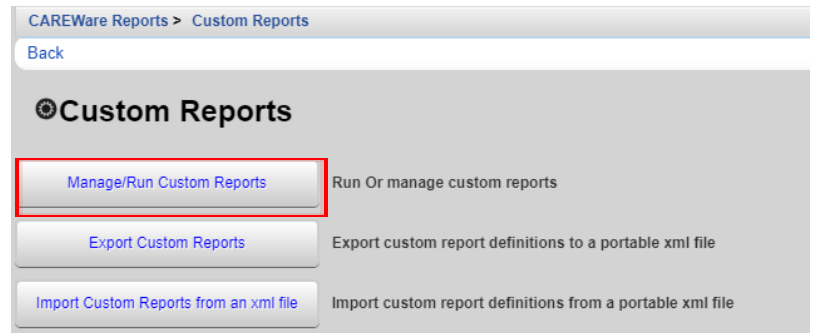 CAREWare Reports > Custom Reports
Back
Custom Reports
Manage/Run Custom Reports Run Or manage custom reports
Export Custom Reports Export custom report definitions to a portable xml file
Import Custom Reports from an xml file Import custom report definitions from a portable xml file